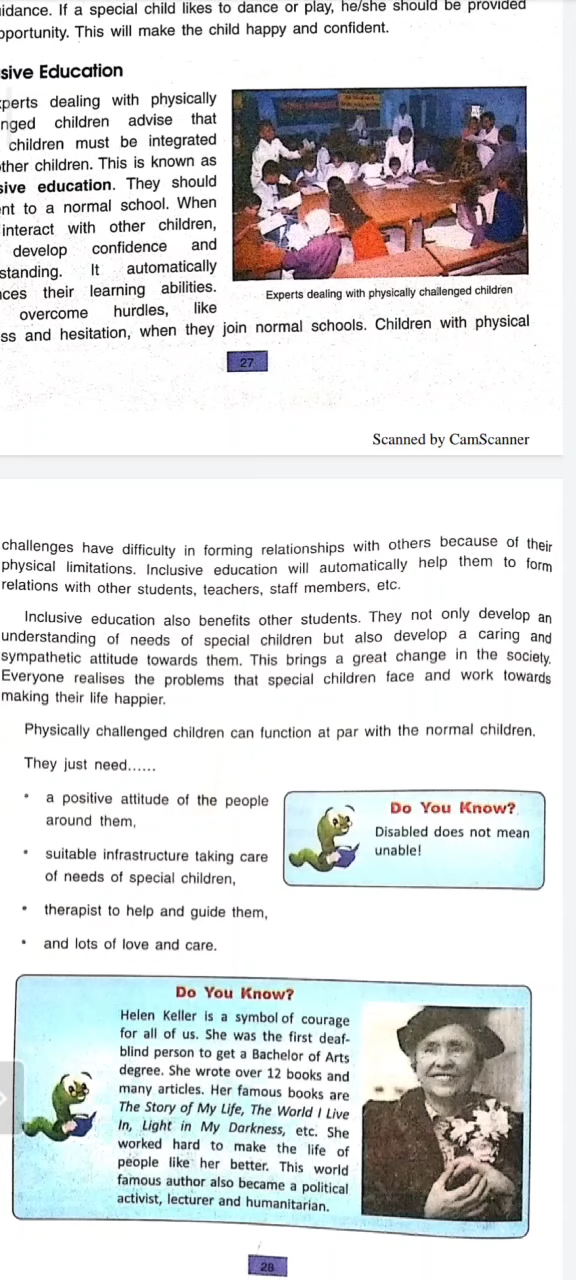 idance. If a special child likes to dance or play, he/she should be provided
pportunity. This will make the child happy and confident.
sive Education
xperts dealing with physically
nged children advise that
children must be integrated
other children. This is known as
sive education. They should
ent to a normal school. When
interact with other children,
develop confidence and
standing. It automatically
nces their learning abilities.
overcome hurdles, like
Experts dealing with physically challenged children
ss and hesitation, when they join normal schools. Children with physical
27
Scanned by CamScanner
challenges have difficulty in forming relationships with others because of their
physical limitations. Inclusive education will automatically help them to form
relations with other students, teachers, staff members, etc.
Inclusive education also benefits other students. They not only develop an
understanding of needs of special children but also develop a caring and
sympathetic attitude towards them. This brings a great change in the society.
Everyone realises the problems that special children face and work towards
making their life happier.
Physically challenged children can function at par with the normal children.
They just need......
• a positive attitude of the people
around them,
• suitable infrastructure taking care
of needs of special children,
• therapist to help and guide them,
• and lots of love and care.
Do You Know?
Disabled does not mean
unable!
Do You Know?
Helen Keller is a symbol of courage
for all of us. She was the first deaf-
blind person to get a Bachelor of Arts
degree. She wrote over 12 books and
many articles. Her famous books are
The Story of My Life, The World I Live
In, Light in My Darkness, etc. She
worked hard to make the life of
people like her better. This world
famous author also became a political
activist, lecturer and humanitarian.
28